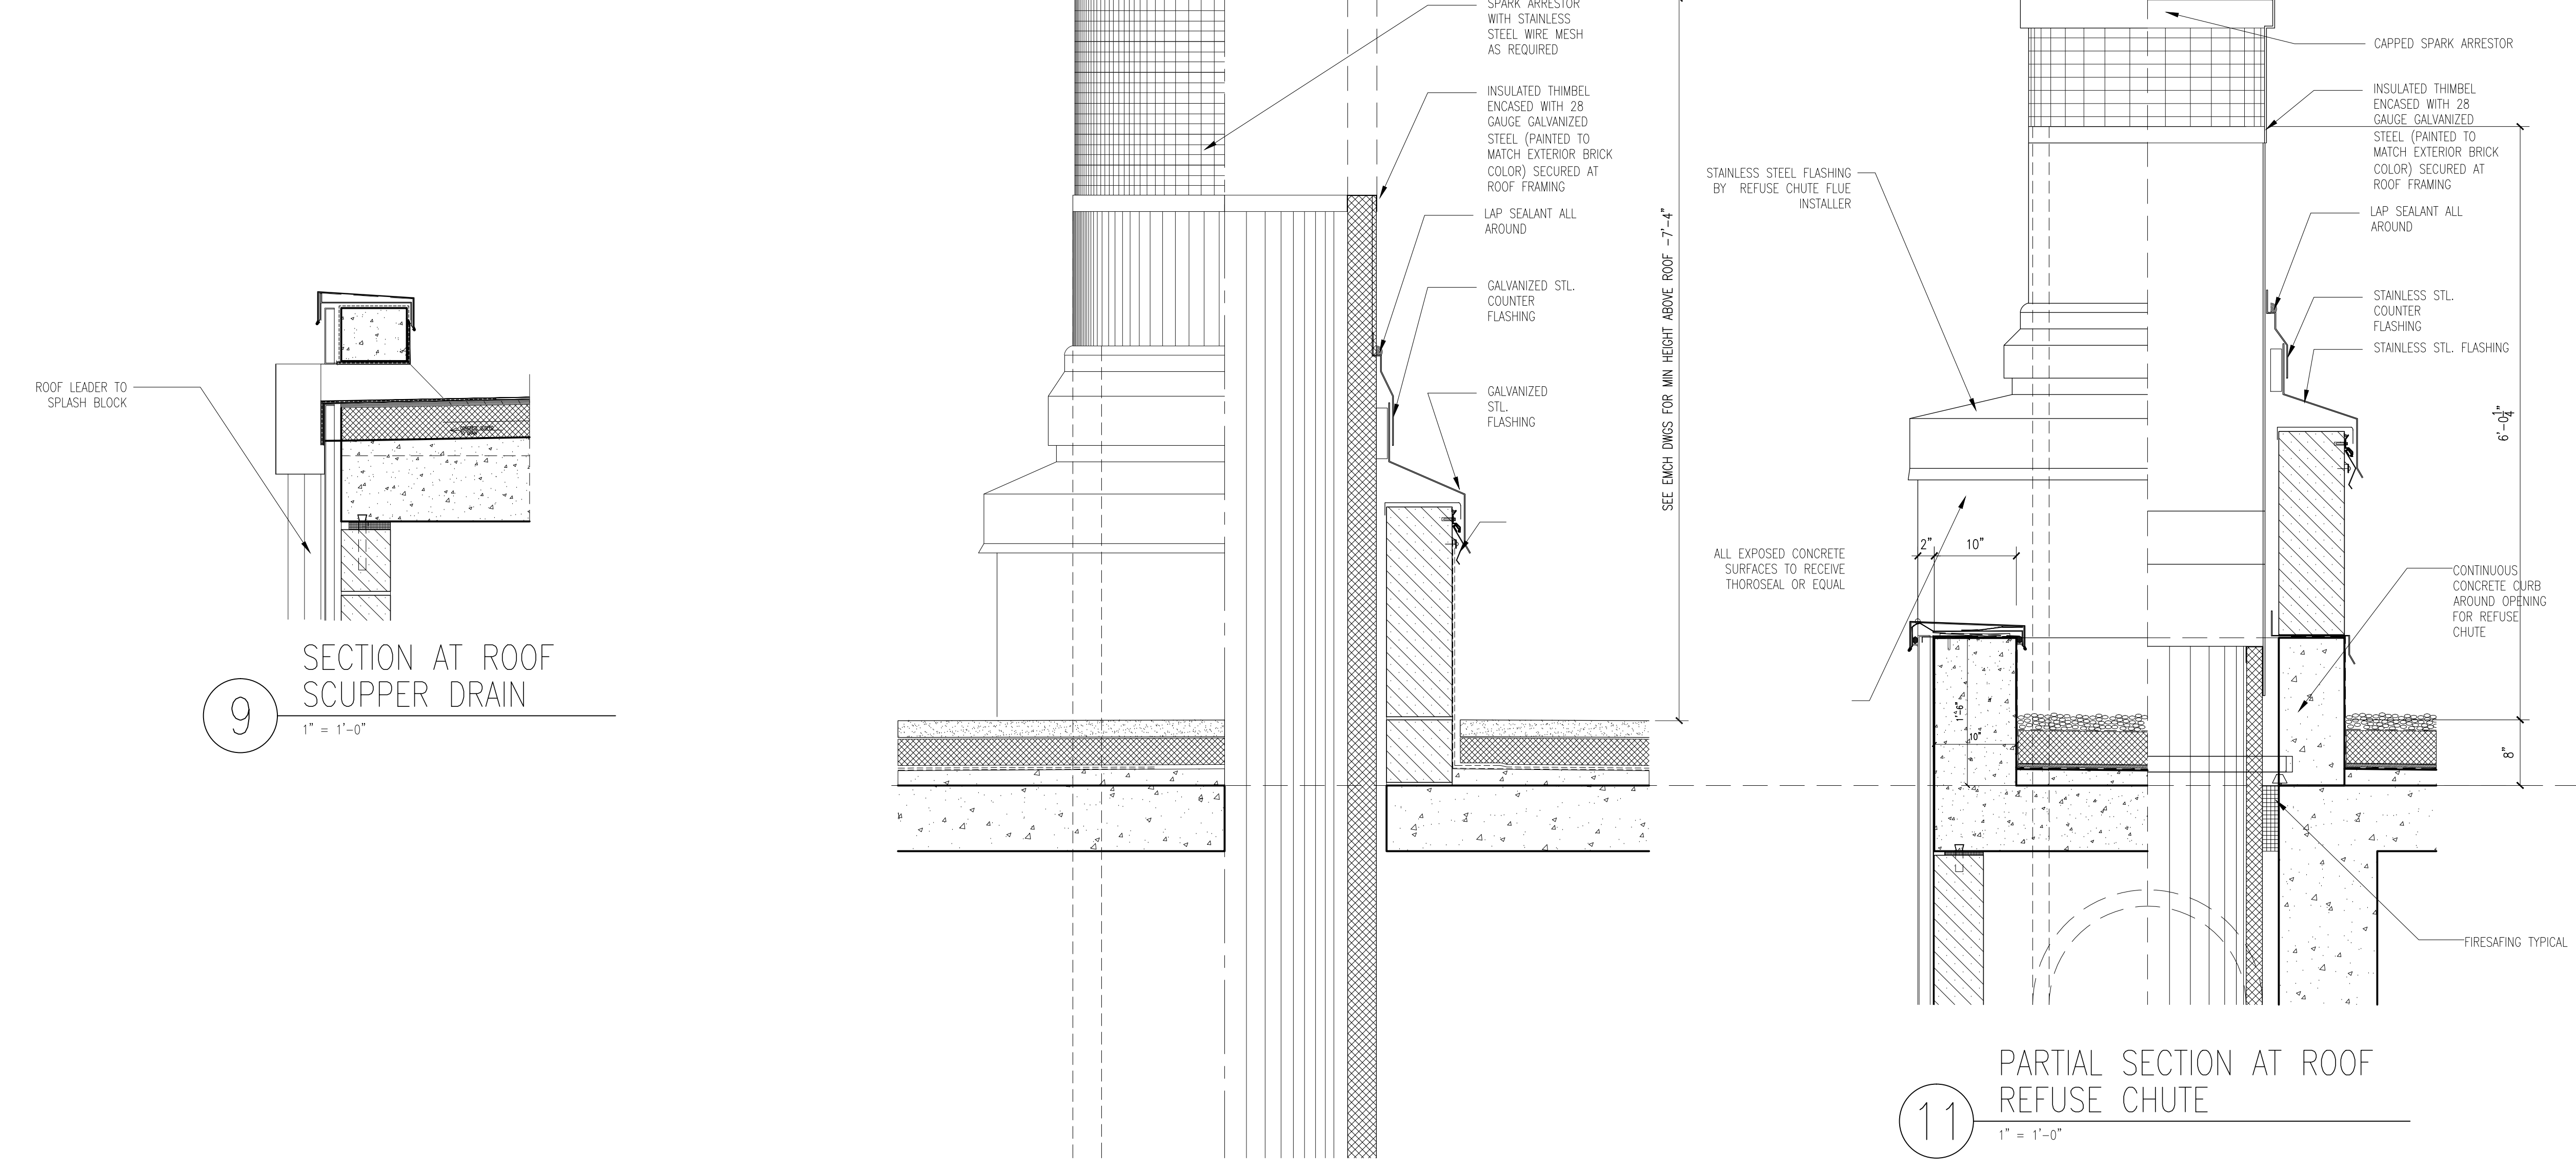 ROOF LEADER TO
SPLASH BLOCK
9
SECTION AT ROOF
SCUPPER DRAIN
1" = 1'-0"
SPARK ARRESTOR
WITH STAINLESS
STEEL WIRE MESH
AS REQUIRED
INSULATED THIMBEL
ENCASED WITH 28
GAUGE GALVANIZED
STEEL (PAINTED TO
MATCH EXTERIOR BRICK
COLOR) SECURED AT
ROOF FRAMING
LAP SEALANT ALL
AROUND
GALVANIZED STL.
COUNTER
FLASHING
GALVANIZED
STL.
FLASHING
SEE EMCH DWGS FOR MIN HEIGHT ABOVE ROOF -7'-4"
STAINLESS STEEL FLASHING
BY REFUSE CHUTE FLUE
INSTALLER
ALL EXPOSED CONCRETE
SURFACES TO RECEIVE
THOROSEAL OR EQUAL
2"
10"
1'-6"
10"
CAPPED SPARK ARRESTOR
INSULATED THIMBEL
ENCASED WITH 28
GAUGE GALVANIZED
STEEL (PAINTED TO
MATCH EXTERIOR BRICK
COLOR) SECURED AT
ROOF FRAMING
LAP SEALANT ALL
AROUND
STAINLESS STL.
COUNTER
FLASHING
STAINLESS STL. FLASHING
6'-0 1/4"
CONTINUOUS
CONCRETE CURB
AROUND OPENING
FOR REFUSE
CHUTE
8"
FIRESAFING TYPICAL
11
PARTIAL SECTION AT ROOF
REFUSE CHUTE
1" = 1'-0"